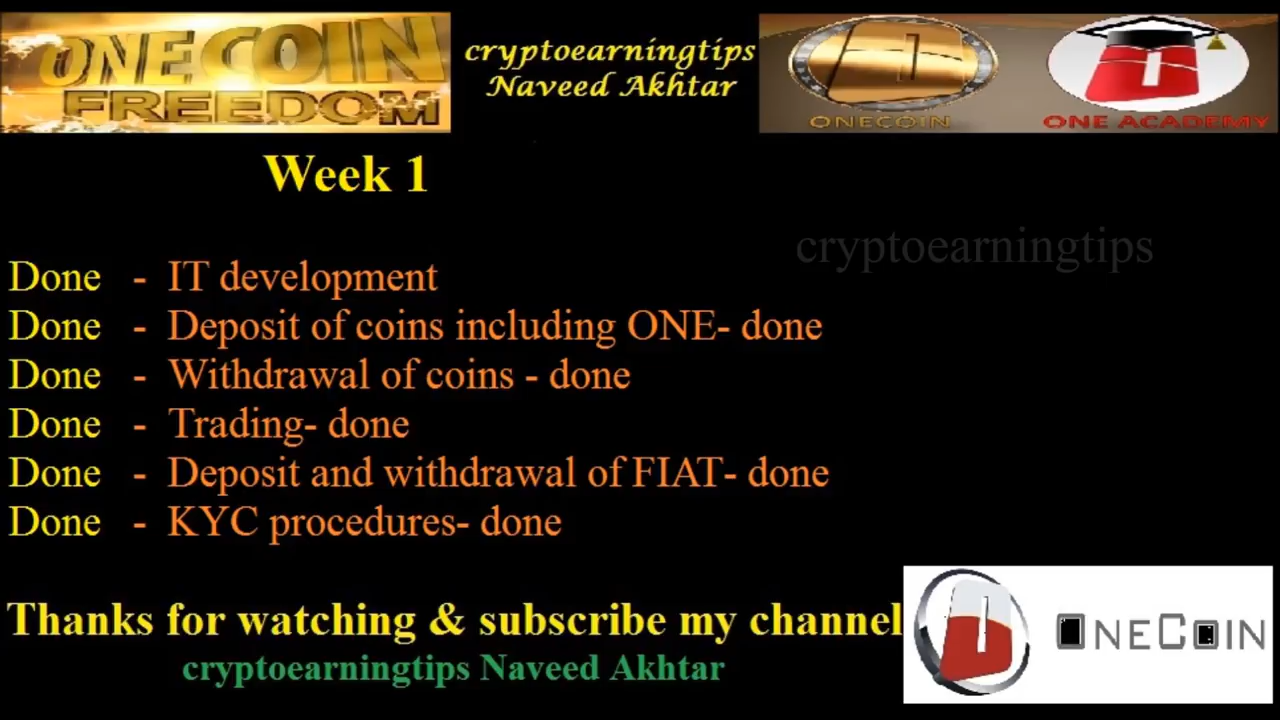 ONE COIN
FREEDOM
cryptoearningtips
Naveed Akhtar
ONECOIN
ONE ACADEMY
Week 1
cryptoearningtips
Done - IT development
Done - Deposit of coins including ONE- done
Done - Withdrawal of coins - done
Done - Trading- done
Done - Deposit and withdrawal of FIAT- done
Done - KYC procedures- done
Thanks for watching & subscribe my channel
cryptoearningtips Naveed Akhtar
ONECOIN